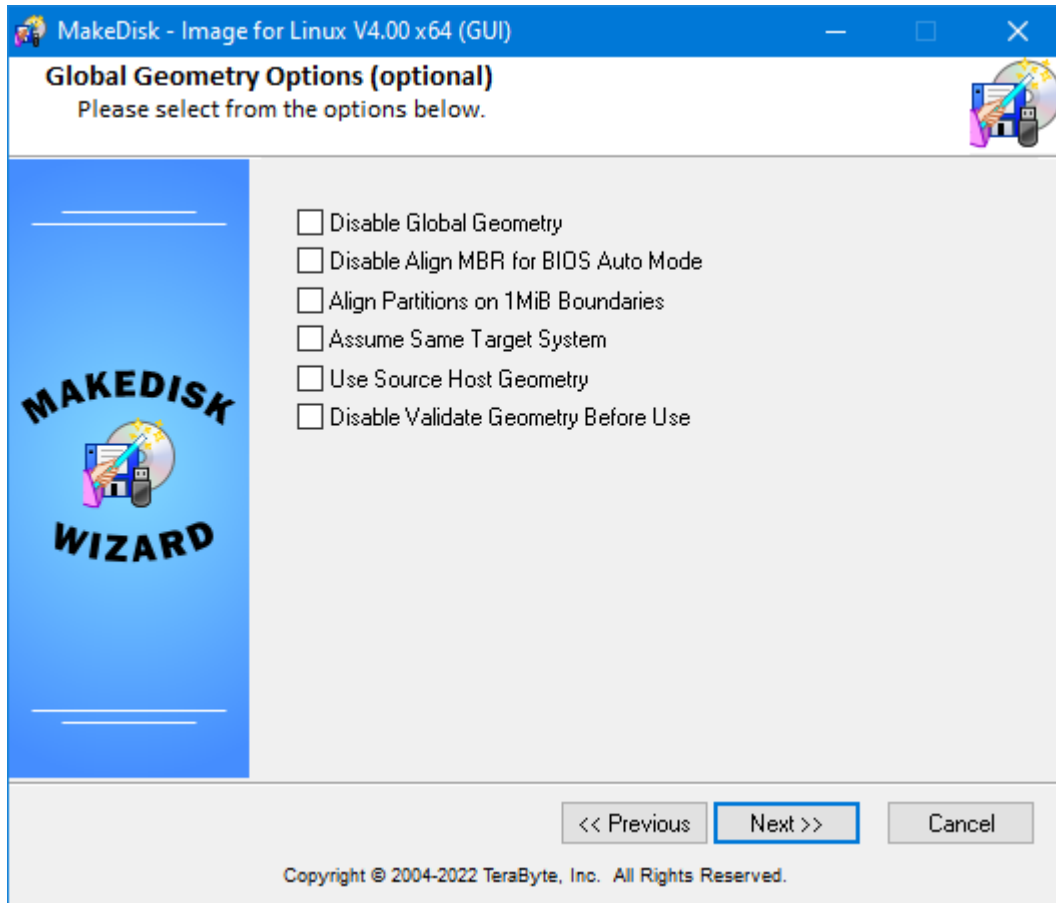 MakeDisk - Image for Linux V4.00 x64 (GUI)
Global Geometry Options (optional)
Please select from the options below.
Disable Global Geometry
Disable Align MBR for BIOS Auto Mode
Align Partitions on 1MiB Boundaries
Assume Same Target System
Use Source Host Geometry
Disable Validate Geometry Before Use
MAKEDISK
WIZARD
<< Previous
Next >>
Cancel
Copyright © 2004-2022 TeraByte, Inc. All Rights Reserved.